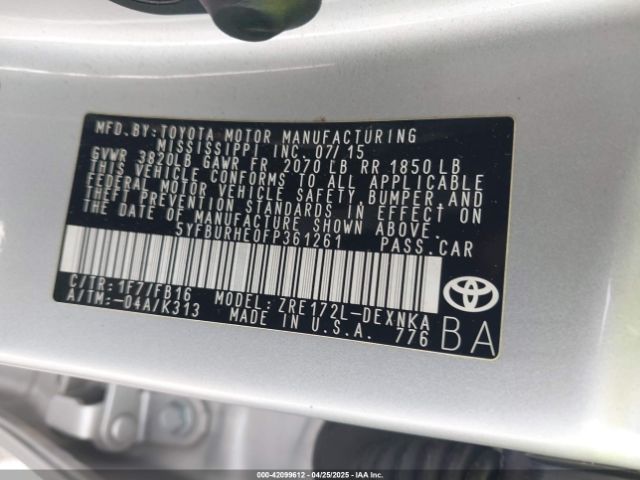 MFD.BY:TOYOTA MOTOR MANUFACTURING
MISSISSIPPI INC. 07/15
GVWR 3820LB GAWR FR 2070 LB RR 1850 LB
THIS VEHICLE CONFORMS TO ALL APPLICABLE
FEDERAL MOTOR VEHICLE SAFETY,BUMPER,AND
THEFT PREVENTION STANDARDS IN EFFECT ON
THE DATE OF MANUFACTURE SHOWN ABOVE.
5YFBURHE0FP361261 PASS.CAR
C/TR:1F7/FB16 MODEL:ZRE172L-DEXNKA
A/TM:-04A/K313 MADE IN U.S.A. 776
BA
000-42099612 - 04/25/2025 - IAA Inc.